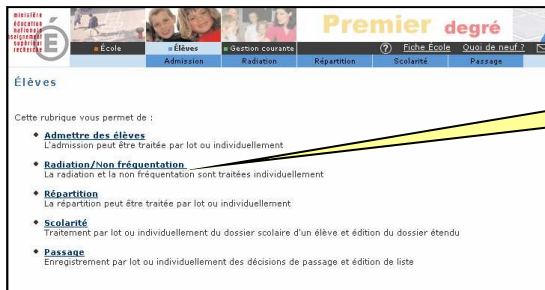 ministère
éducation
nationale
enseignement
supérieur
recherche
É
Premier degré
École
Élèves
Gestion courante
? Fiche École Quoi de neuf ?
Admission Radiation Répartition Scolarité Passage
Élèves
Cette rubrique vous permet de :
Admettre des élèves
L'admission peut être traitée par lot ou individuellement
Radiation/Non fréquentation
La radiation et la non fréquentation sont traitées individuellement
Répartition
La répartition peut être traitée par lot ou individuellement
Scolarité
Traitement par lot ou individuellement du dossier scolaire d'un élève et édition du dossier étendu
Passage
Enregistrement par lot ou individuellement des décisions de passage et édition de liste